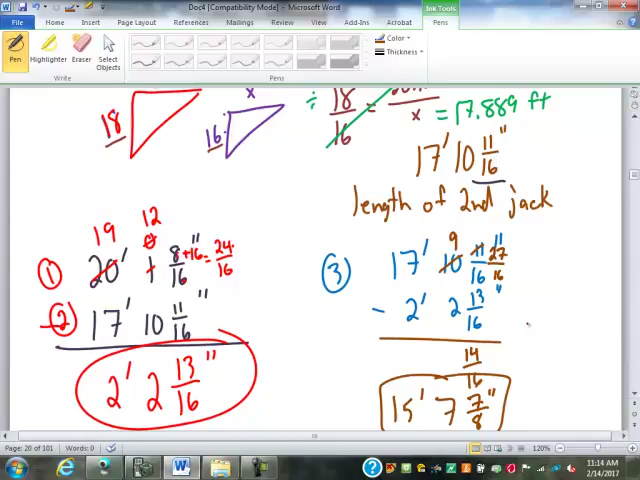 Doc4 [Compatibility Mode] - Microsoft Word
Ink Tools
File Home Insert Page Layout References Mailings Review View Add-Ins Acrobat Pens
Pen Highlighter Eraser Select Objects
Color
Thickness
Write Pens
18
x
16
÷ 18/16 =
x
= 17.889 ft
17' 10 11/16"
length of 2nd jack
19 12
① 20' 1 8/16" +16 = 24/16
0
② 17' 10 11/16"
2' 2 13/16"
9 11
③ 17' 10 11/16 27/16"
- 2' 2 13/16"
14/16
15' 7 7/8"
Page: 20 of 101 Words: 0 120%
11:14 AM
2/14/2017